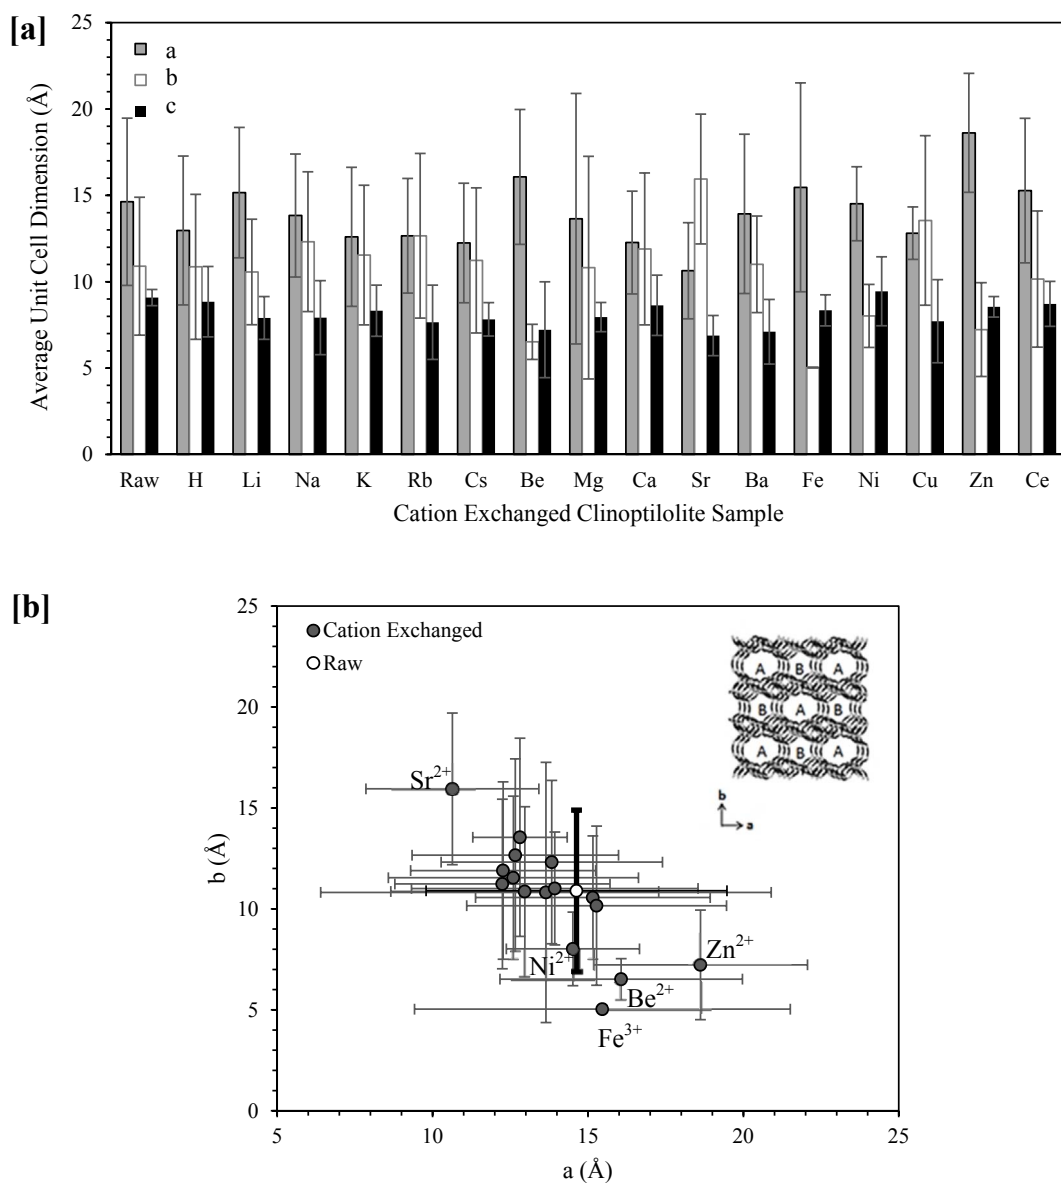 [a]
25
20
15
10
5
0
Average Unit Cell Dimension (Å)
a
b
c
Raw H Li Na K Rb Cs Be Mg Ca Sr Ba Fe Ni Cu Zn Ce
Cation Exchanged Clinoptilolite Sample
[b]
25
20
15
10
5
0
b (Å)
Cation Exchanged
Raw
A B A
B A B
A B A
b
a
Sr²⁺
Ni²⁺
Zn²⁺
Be²⁺
Fe³⁺
5 10 15 20 25
a (Å)